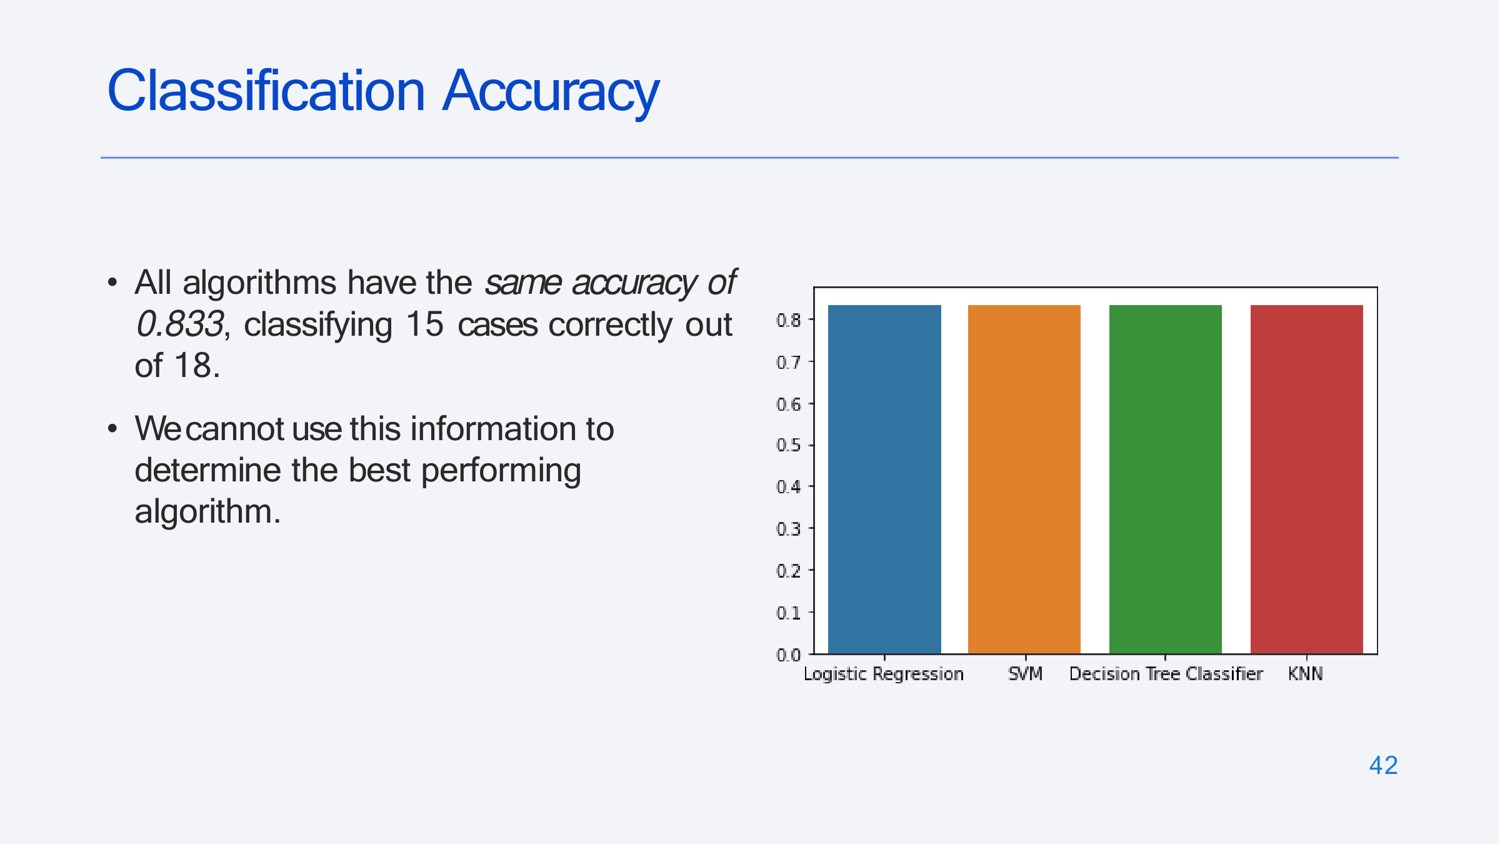 Classification Accuracy
• All algorithms have the same accuracy of
0.833, classifying 15 cases correctly out
of 18.
• We cannot use this information to
determine the best performing
algorithm.
0.8
0.7
0.6
0.5
0.4
0.3
0.2
0.1
0.0
Logistic Regression SVM Decision Tree Classifier KNN
42